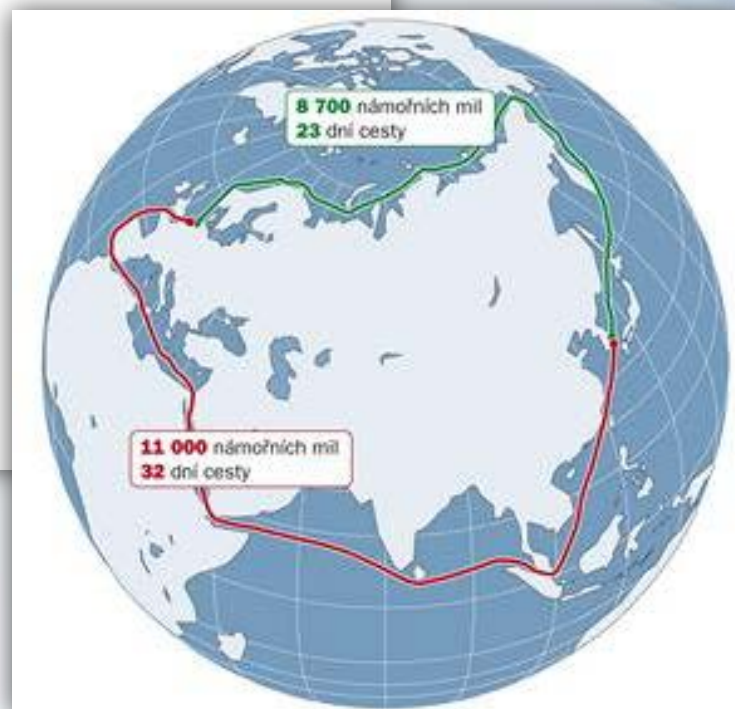 8 700 námořních mil
23 dní cesty
11 000 námořních mil
32 dní cesty